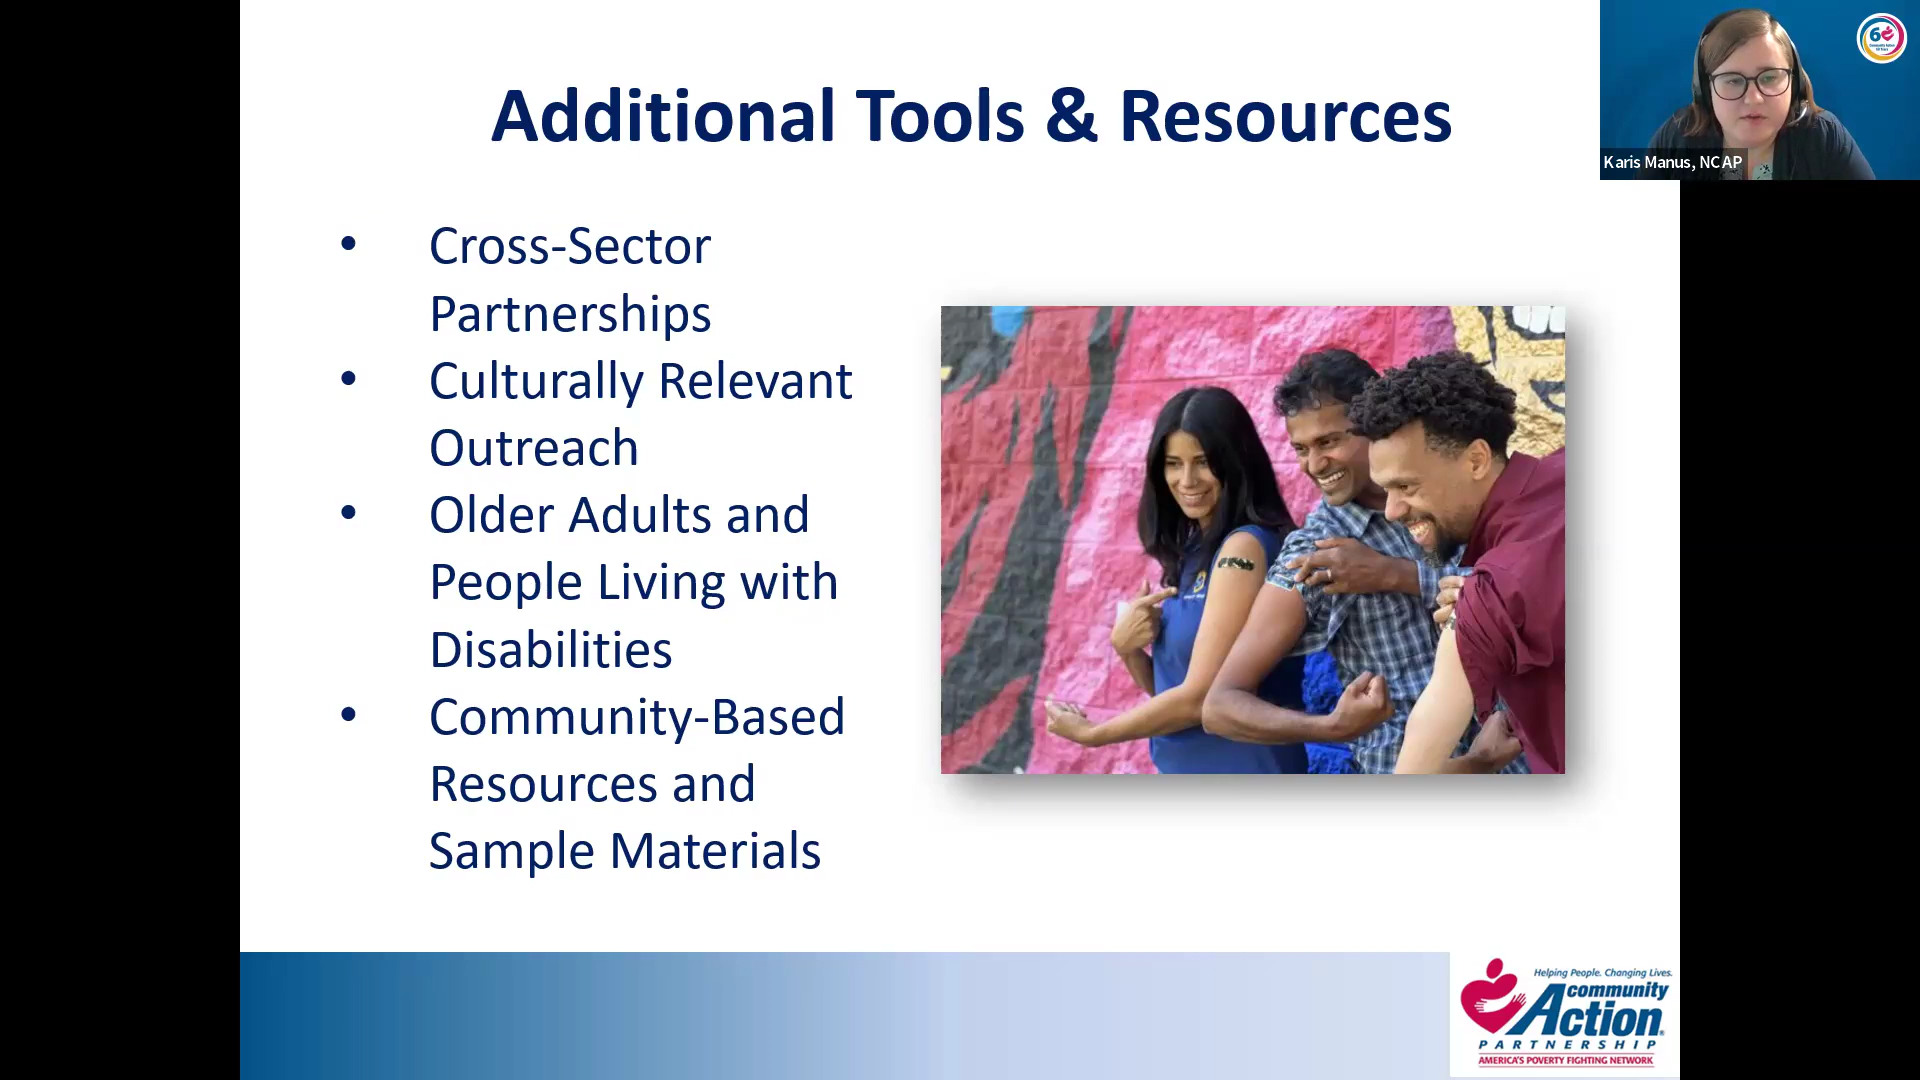 Additional Tools & Resources
• Cross-Sector
Partnerships
• Culturally Relevant
Outreach
• Older Adults and
People Living with
Disabilities
• Community-Based
Resources and
Sample Materials
Karis Manus, NCAP
60
Helping People. Changing Lives.
community
Action
PARTNERSHIP
AMERICA'S POVERTY FIGHTING NETWORK